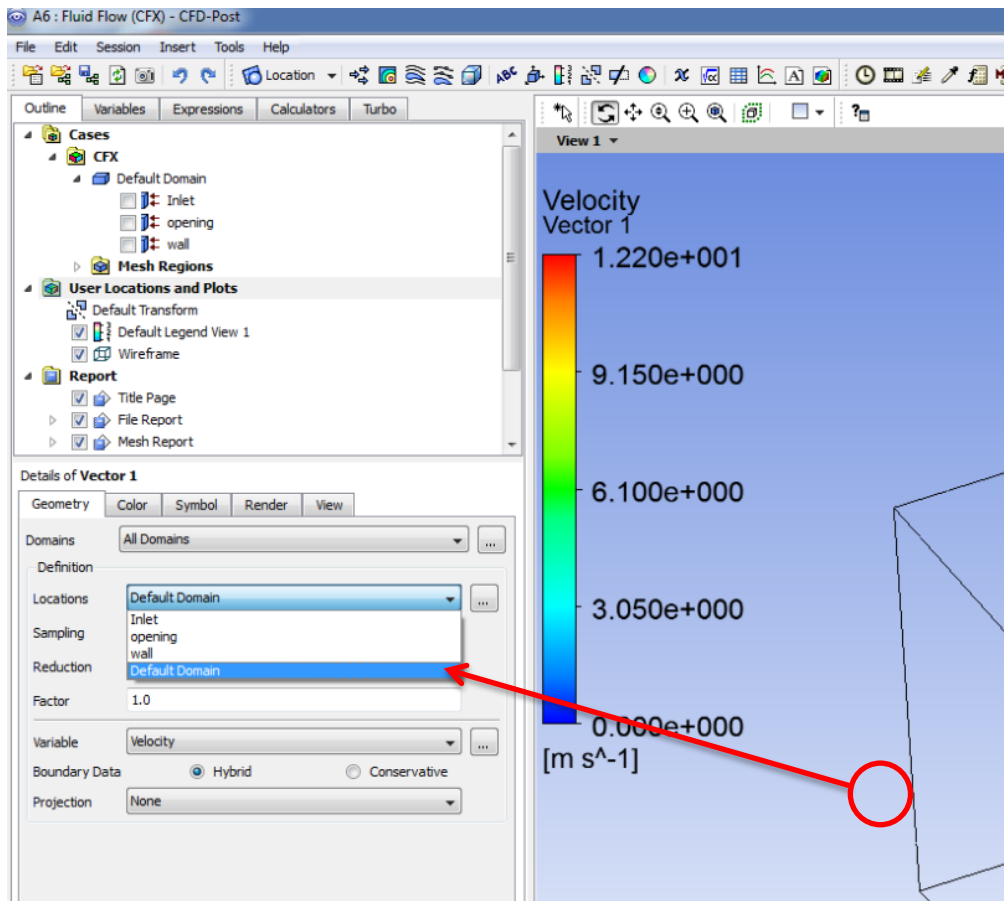 A6 : Fluid Flow (CFX) - CFD-Post
File Edit Session Insert Tools Help
Location
ABC
A
Outline Variables Expressions Calculators Turbo
Cases
CFX
Default Domain
Inlet
opening
wall
Mesh Regions
User Locations and Plots
Default Transform
Default Legend View 1
Wireframe
Report
Title Page
File Report
Mesh Report
Details of Vector 1
Geometry Color Symbol Render View
Domains All Domains ...
Definition
Locations Default Domain ...
Inlet
Sampling opening
wall
Reduction Default Domain
Factor 1.0
Variable Velocity ...
Boundary Data Hybrid Conservative
Projection None
View 1
Velocity
Vector 1
1.220e+001
9.150e+000
6.100e+000
3.050e+000
0.000e+000
[m s^-1]